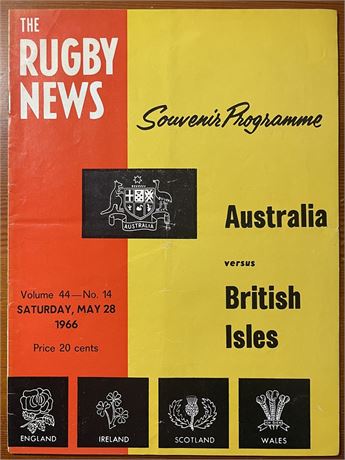 THE
RUGBY
NEWS
Souvenir Programme
AUSTRALIA
Australia
versus
British
Isles
Volume 44—No. 14
SATURDAY, MAY 28
1966
Price 20 cents
ENGLAND
IRELAND
SCOTLAND
WALES